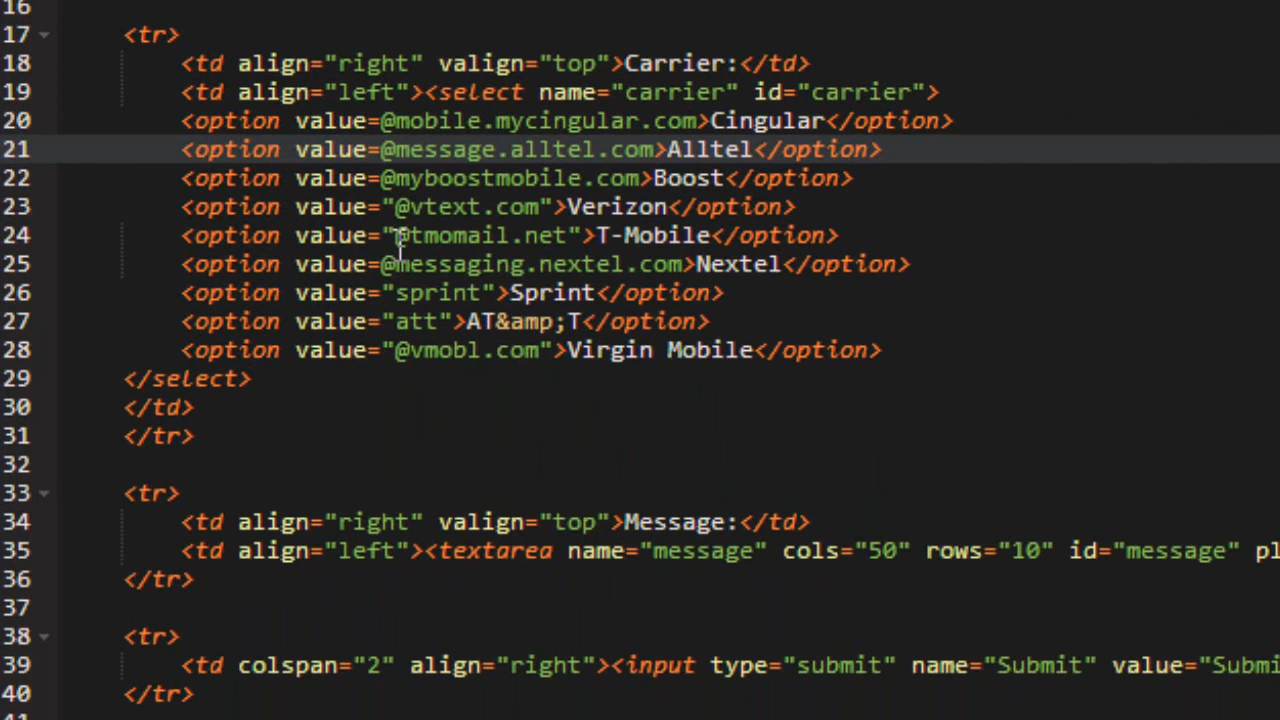 16
17 <tr>
18 <td align="right" valign="top">Carrier:</td>
19 <td align="left"><select name="carrier" id="carrier">
20 <option value=@mobile.mycingular.com>Cingular</option>
21 <option value=@message.alltel.com>Alltel</option>
22 <option value=@myboostmobile.com>Boost</option>
23 <option value="@vtext.com">Verizon</option>
24 <option value="@tmomail.net">T-Mobile</option>
25 <option value=@messaging.nextel.com>Nextel</option>
26 <option value="sprint">Sprint</option>
27 <option value="att">AT&amp;T</option>
28 <option value="@vmobl.com">Virgin Mobile</option>
29 </select>
30 </td>
31 </tr>
32
33 <tr>
34 <td align="right" valign="top">Message:</td>
35 <td align="left"><textarea name="message" cols="50" rows="10" id="message" pl
36 </tr>
37
38 <tr>
39 <td colspan="2" align="right"><input type="submit" name="Submit" value="Submi
40 </tr>
41